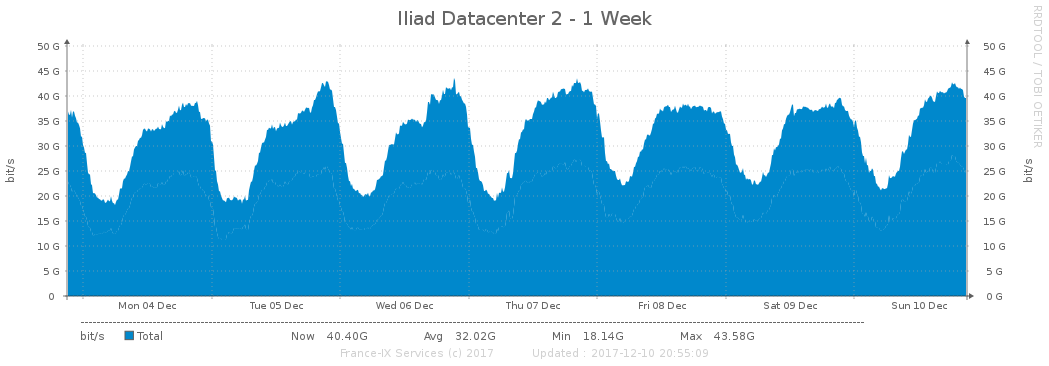 Iliad Datacenter 2 - 1 Week
RRDTOOL / TOBI OETIKER
50 G 50 G
45 G 45 G
40 G 40 G
35 G 35 G
30 G 30 G
25 G 25 G
20 G 20 G
15 G 15 G
10 G 10 G
5 G 5 G
0 0 G
bit/s
bit/s
Mon 04 Dec Tue 05 Dec Wed 06 Dec Thu 07 Dec Fri 08 Dec Sat 09 Dec Sun 10 Dec
bit/s Total Now 40.40G Avg 32.02G Min 18.14G Max 43.58G
France-IX Services (c) 2017 Updated : 2017-12-10 20:55:09